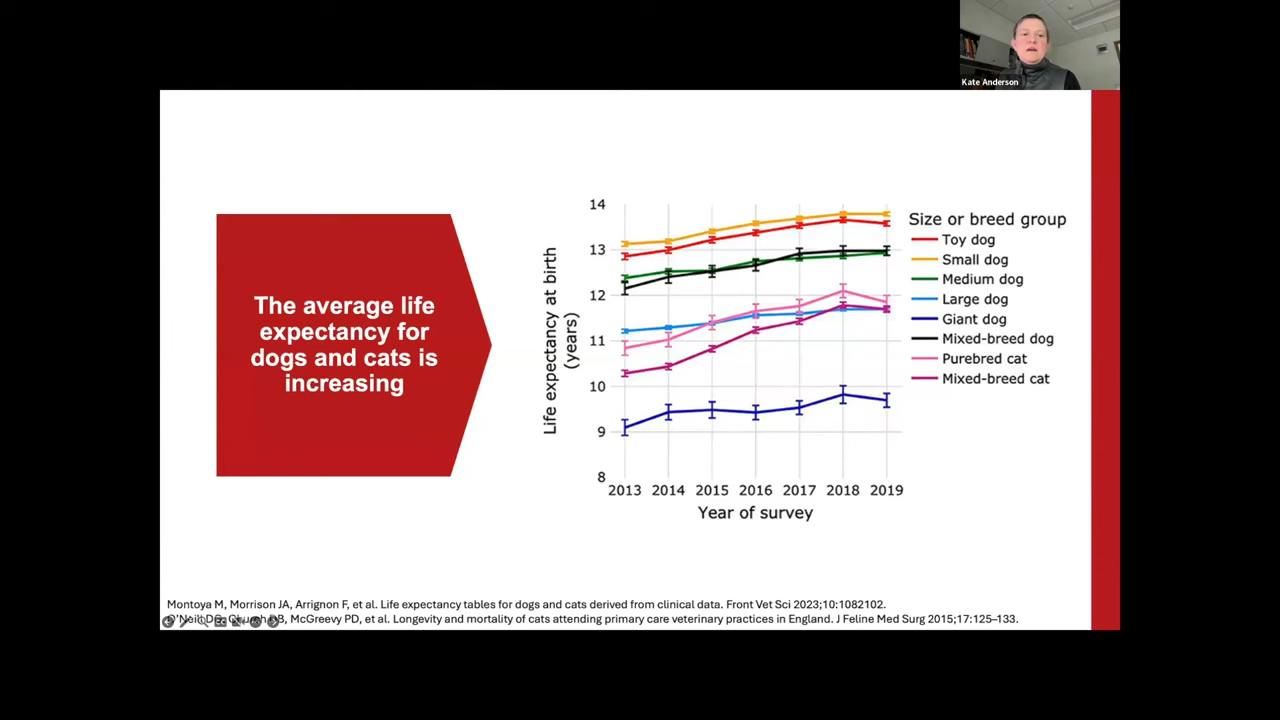 Kate Anderson
The average life
expectancy for
dogs and cats is
increasing
Life expectancy at birth
(years)
14
13
12
11
10
9
8
2013 2014 2015 2016 2017 2018 2019
Year of survey
Size or breed group
Toy dog
Small dog
Medium dog
Large dog
Giant dog
Mixed-breed dog
Purebred cat
Mixed-breed cat
Montoya M, Morrison JA, Arrignon F, et al. Life expectancy tables for dogs and cats derived from clinical data. Front Vet Sci 2023;10:1082102.
McGreevy PD, et al. Longevity and mortality of cats attending primary care veterinary practices in England. J Feline Med Surg 2015;17:125–133.